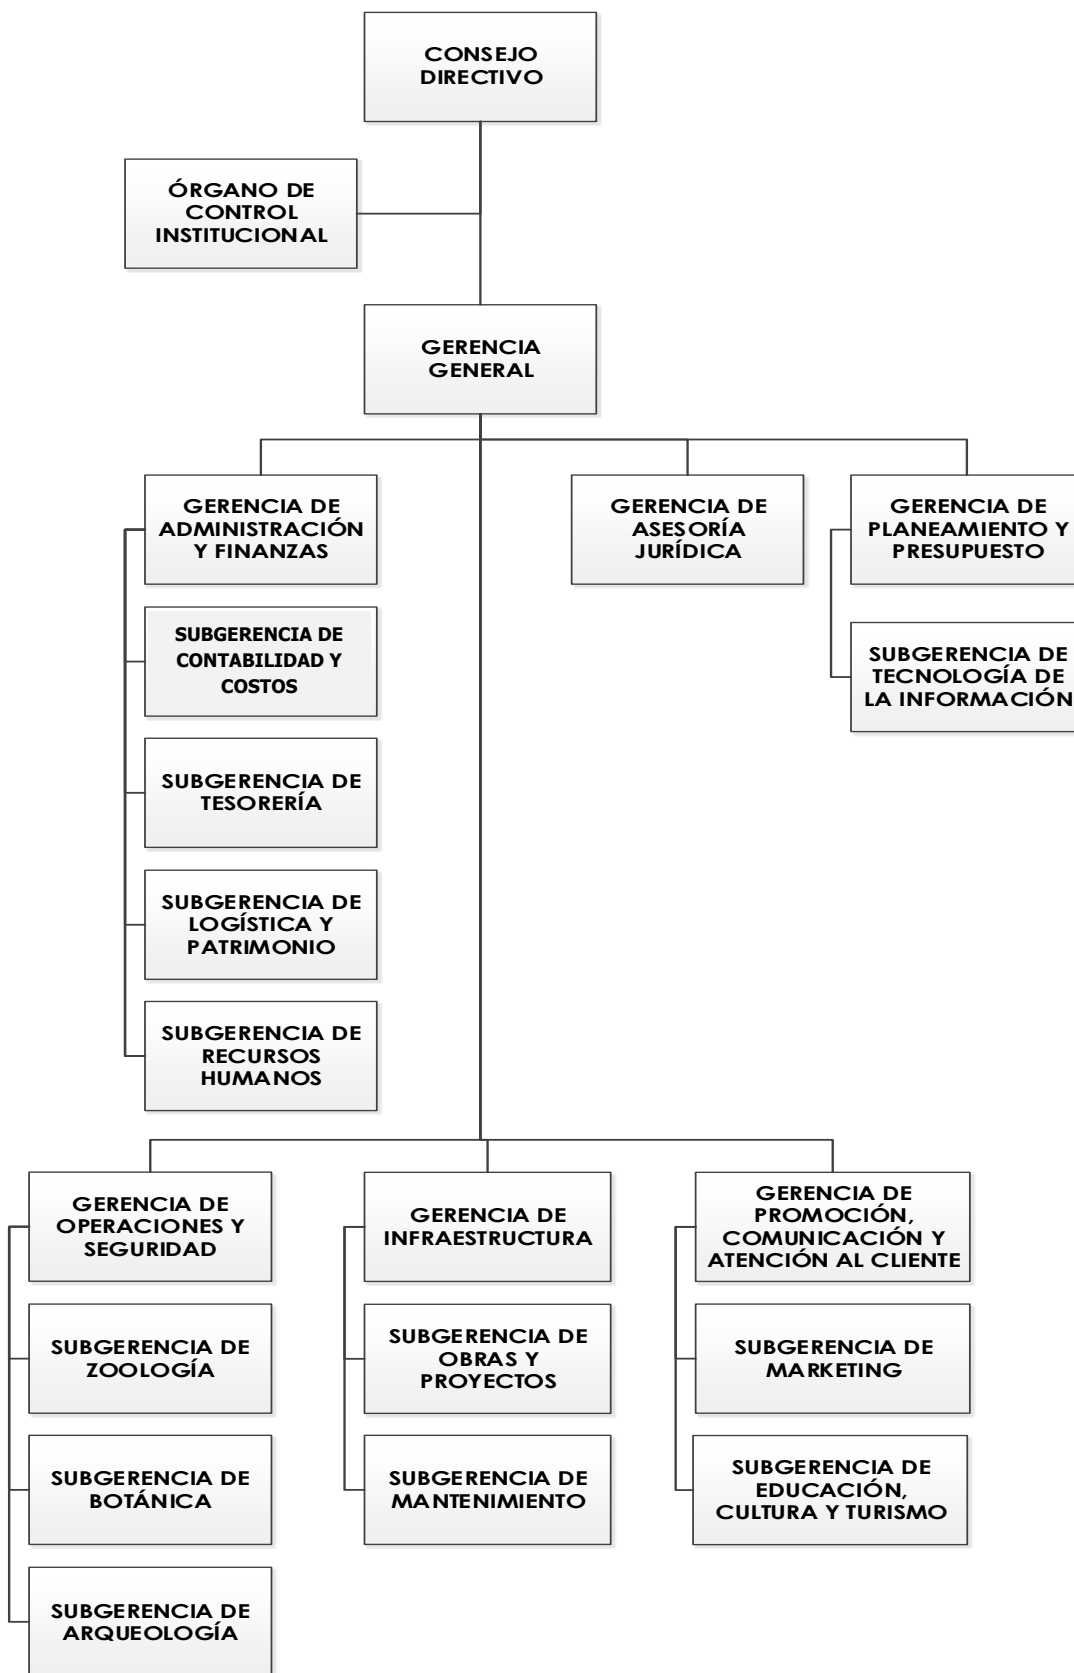 CONSEJO
DIRECTIVO
ÓRGANO DE
CONTROL
INSTITUCIONAL
GERENCIA
GENERAL
GERENCIA DE
ADMINISTRACIÓN
Y FINANZAS
GERENCIA DE
ASESORÍA
JURÍDICA
GERENCIA DE
PLANEAMIENTO Y
PRESUPUESTO
SUBGERENCIA DE
CONTABILIDAD Y
COSTOS
SUBGERENCIA DE
TECNOLOGÍA DE
LA INFORMACIÓN
SUBGERENCIA DE
TESORERÍA
SUBGERENCIA DE
LOGÍSTICA Y
PATRIMONIO
SUBGERENCIA DE
RECURSOS
HUMANOS
GERENCIA DE
OPERACIONES Y
SEGURIDAD
GERENCIA DE
INFRAESTRUCTURA
GERENCIA DE
PROMOCIÓN,
COMUNICACIÓN Y
ATENCIÓN AL CLIENTE
SUBGERENCIA DE
ZOOLOGÍA
SUBGERENCIA DE
OBRAS Y
PROYECTOS
SUBGERENCIA DE
MARKETING
SUBGERENCIA DE
BOTÁNICA
SUBGERENCIA DE
MANTENIMIENTO
SUBGERENCIA DE
EDUCACIÓN,
CULTURA Y TURISMO
SUBGERENCIA DE
ARQUEOLOGÍA